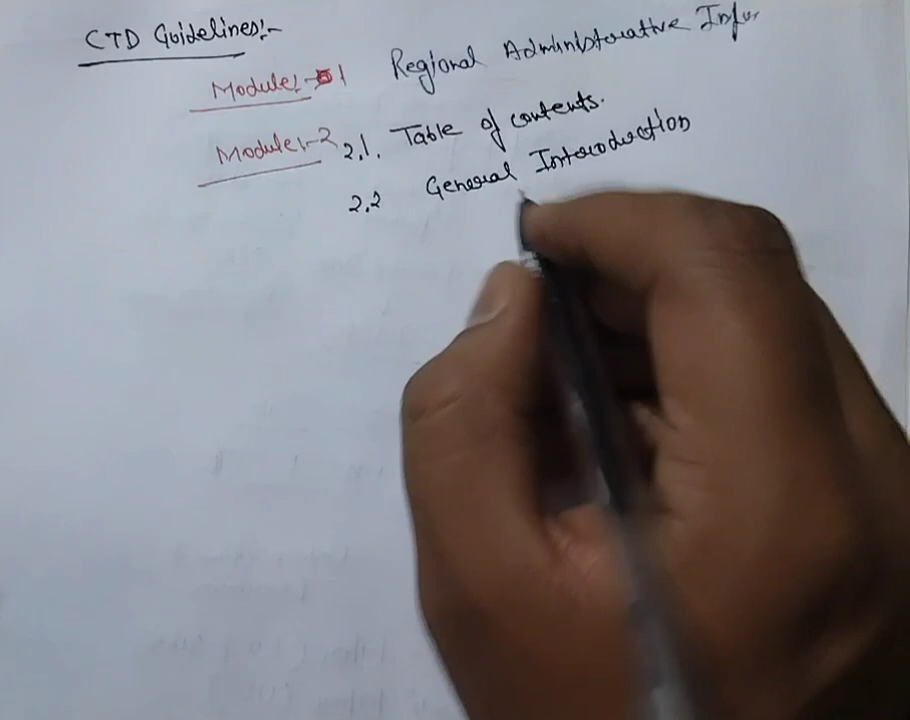 CTD Guidelines:-
Module:-1 Regional Administrative Infor
Module:-2 2.1. Table of contents.
2.2 General Introduction